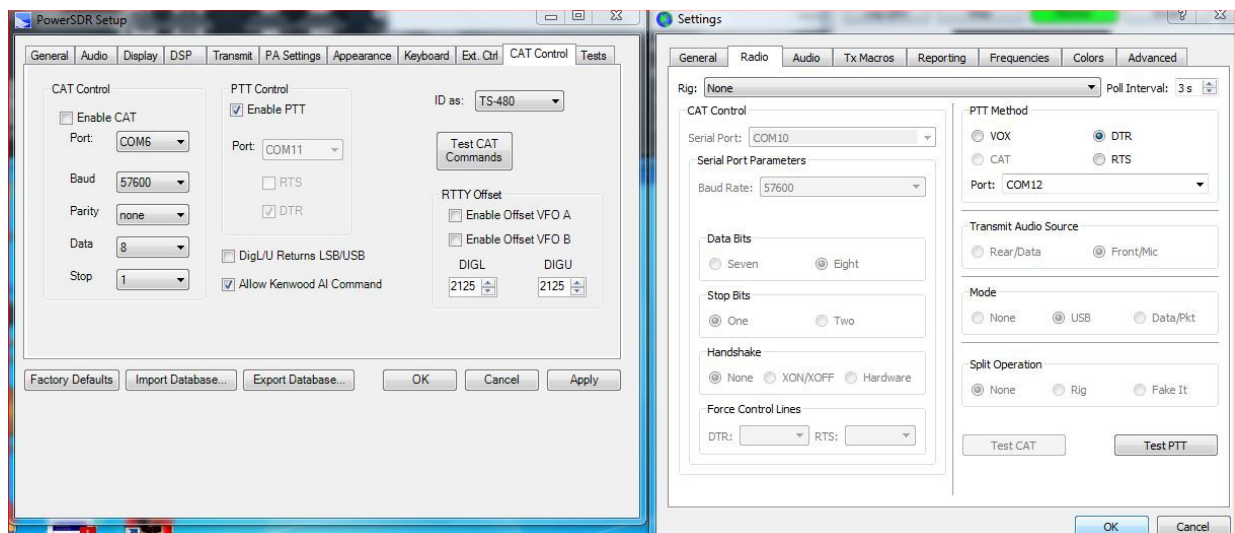 PowerSDR Setup
General Audio Display DSP Transmit PA Settings Appearance Keyboard Ext. Ctrl CAT Control Tests
CAT Control
Enable CAT
Port: COM6
Baud 57600
Parity none
Data 8
Stop 1
PTT Control
Enable PTT
Port: COM11
RTS
DTR
DigL/U Returns LSB/USB
Allow Kenwood AI Command
ID as: TS-480
Test CAT
Commands
RTTY Offset
Enable Offset VFO A
Enable Offset VFO B
DIGL DIGU
2125 2125
Factory Defaults Import Database... Export Database... OK Cancel Apply
Settings
General Radio Audio Tx Macros Reporting Frequencies Colors Advanced
Rig: None Poll Interval: 3 s
CAT Control
Serial Port: COM10
Serial Port Parameters
Baud Rate: 57600
Data Bits
Seven Eight
Stop Bits
One Two
Handshake
None XON/XOFF Hardware
Force Control Lines
DTR: RTS:
PTT Method
VOX DTR
CAT RTS
Port: COM12
Transmit Audio Source
Rear/Data Front/Mic
Mode
None USB Data/Pkt
Split Operation
None Rig Fake It
Test CAT Test PTT
OK Cancel